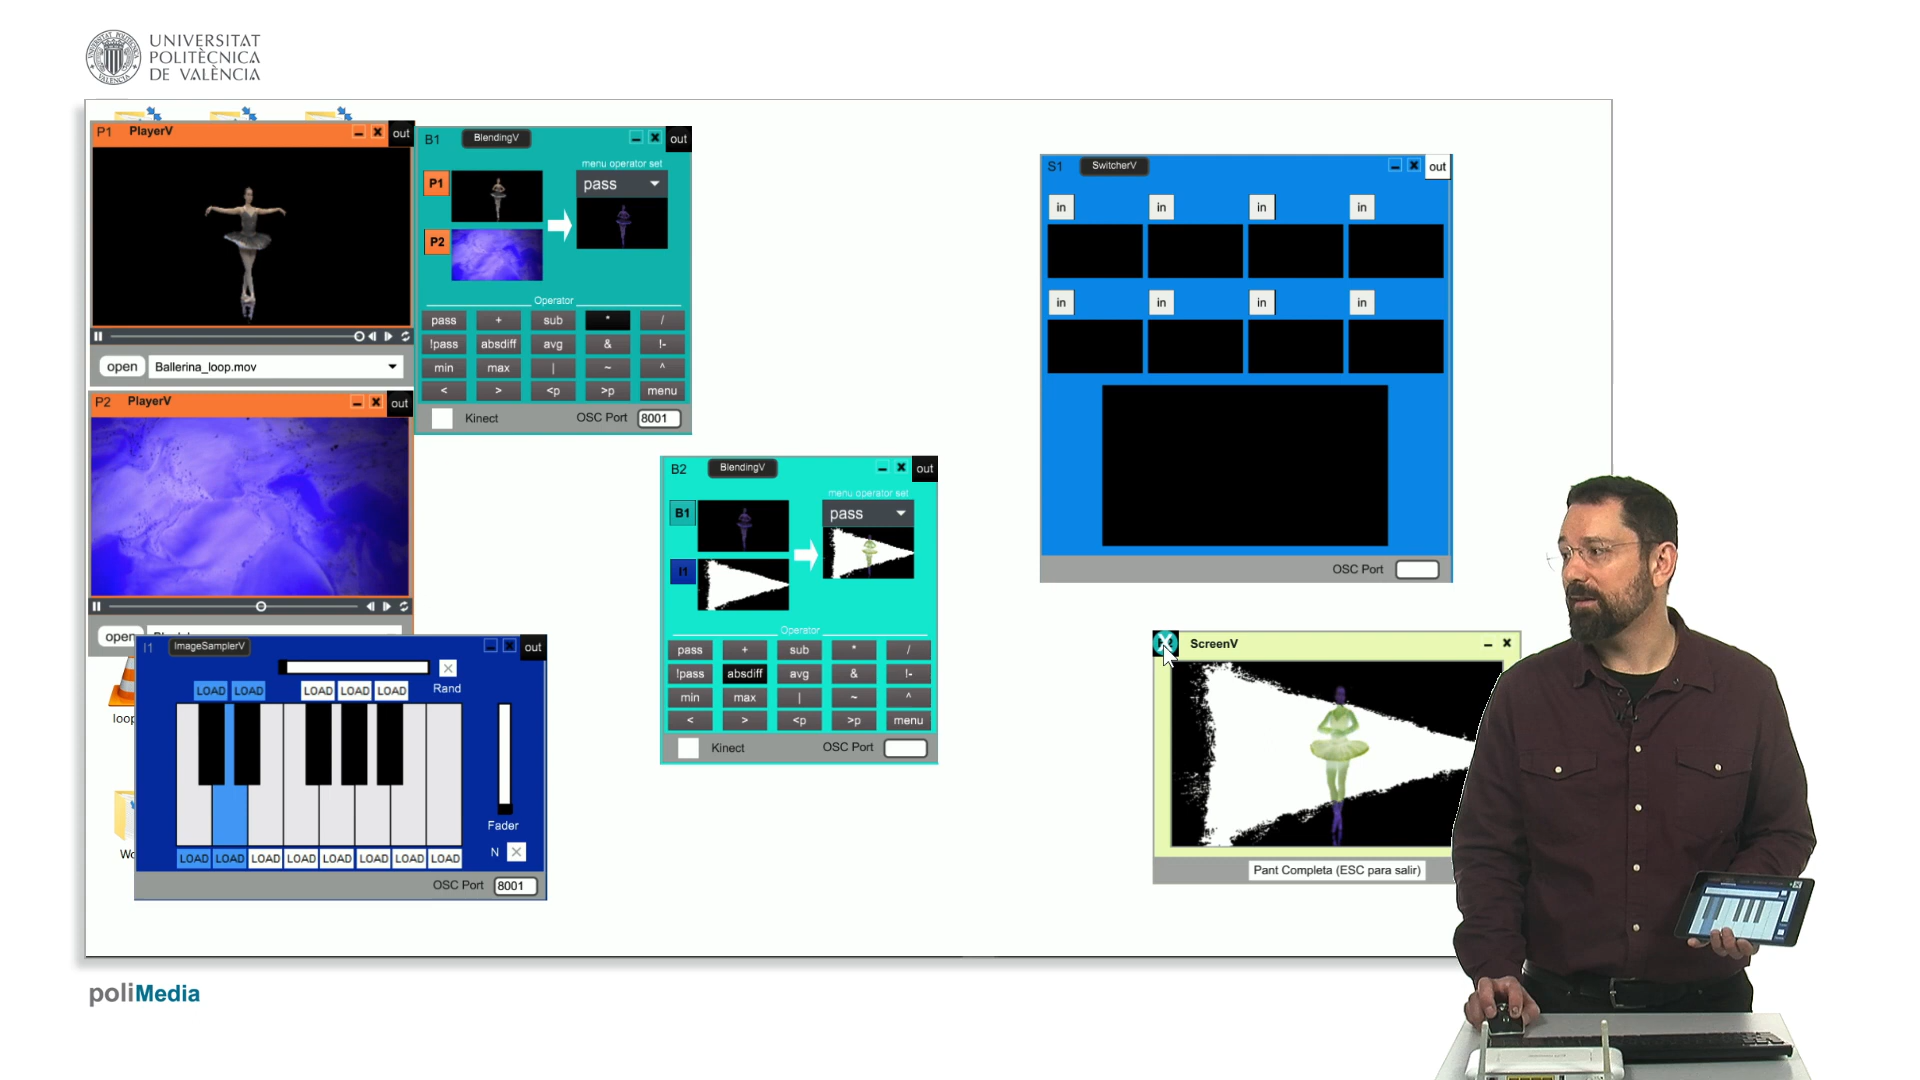 UNIVERSITAT
POLITÈCNICA
DE VALÈNCIA
P1 PlayerV out
open Ballerina_loop.mov
P2 PlayerV out
open
B1 BlendingV out
menu operator set
P1 pass
P2
Operator
pass + sub * /
!pass absdiff avg & !-
min max | ~ ^
< > <p >p menu
Kinect OSC Port 8001
B2 BlendingV out
menu operator set
B1 pass
I1
Operator
pass + sub * /
!pass absdiff avg & !-
min max | ~ ^
< > <p >p menu
Kinect OSC Port
I1 ImageSamplerV out
LOAD LOAD LOAD LOAD LOAD Rand
Fader
N
LOAD LOAD LOAD LOAD LOAD LOAD LOAD LOAD
OSC Port 8001
loop
Wo
S1 SwitcherV out
in in in in
in in in in
OSC Port
ScreenV
Pant Completa (ESC para salir)
poliMedia